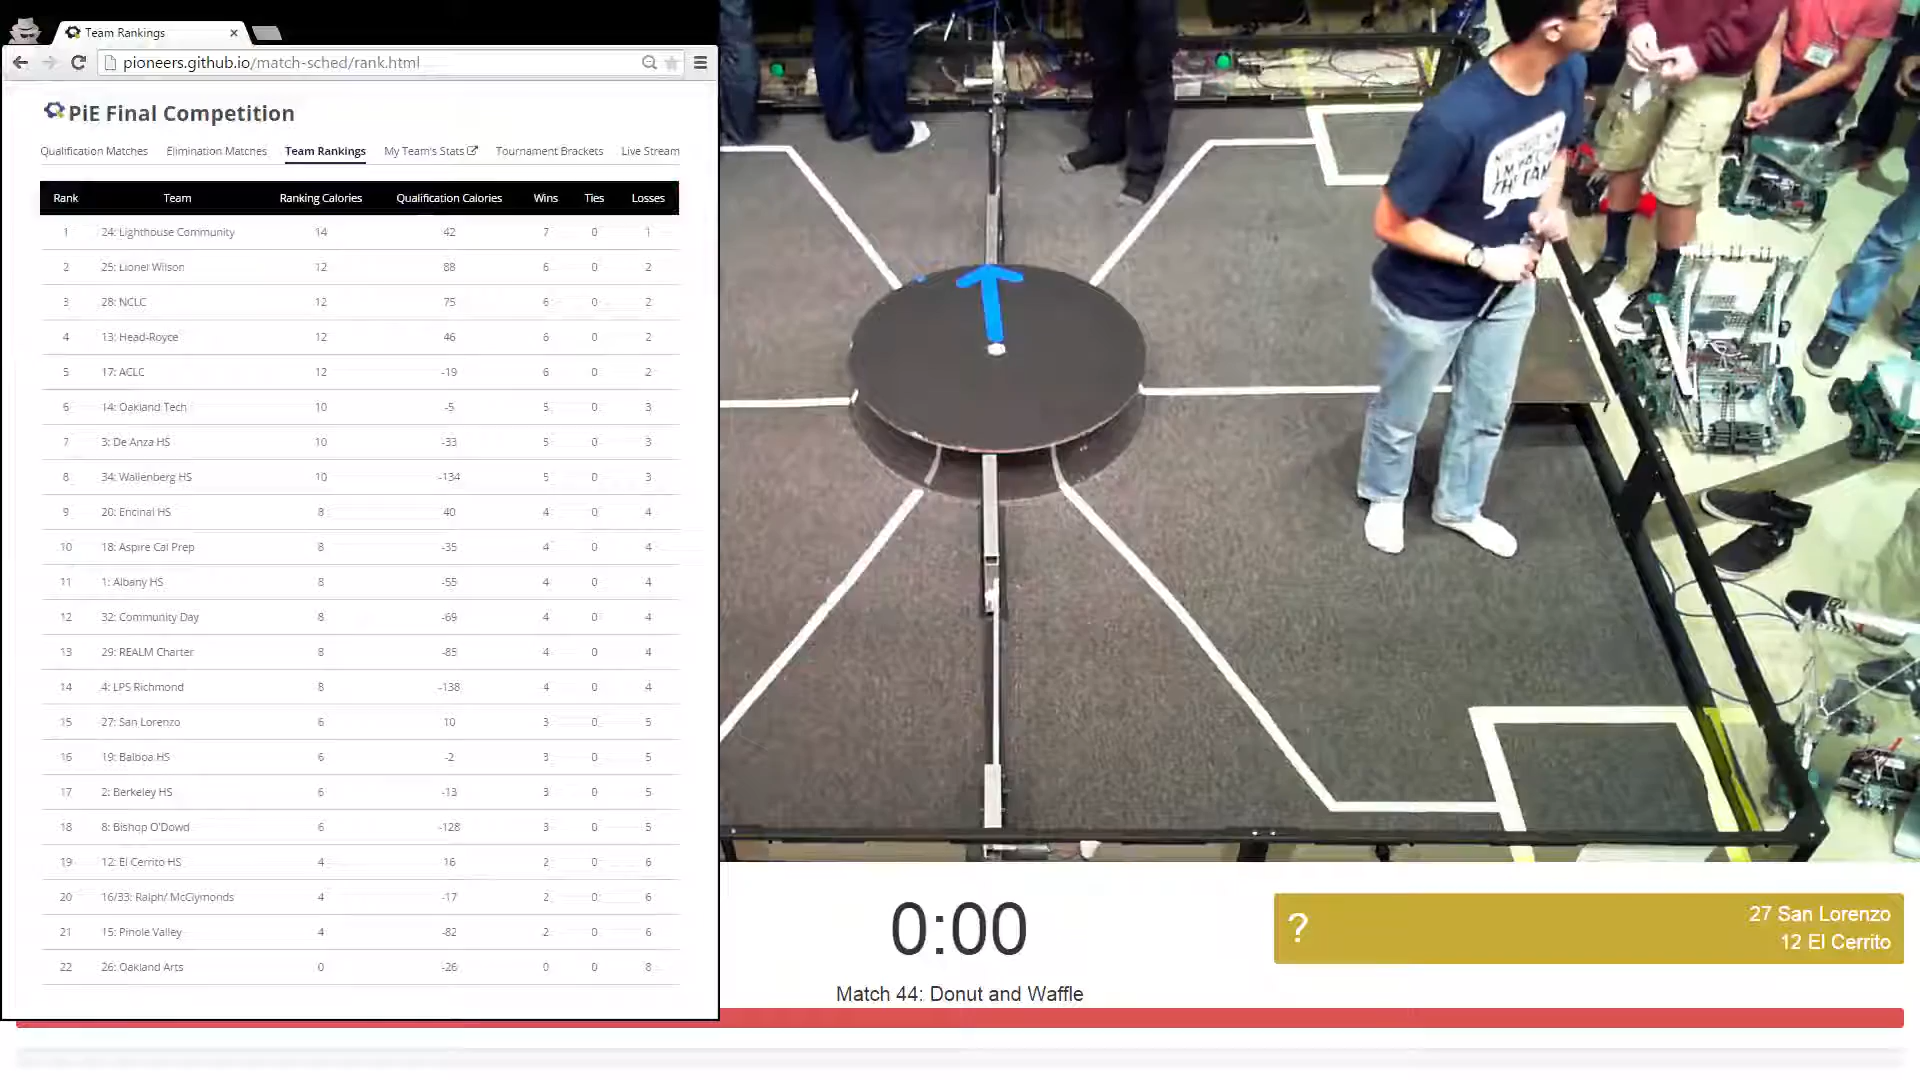 Team Rankings
pioneers.github.io/match-sched/rank.html
PiE Final Competition
Qualification Matches Elimination Matches Team Rankings My Team's Stats Tournament Brackets Live Stream
Rank Team Ranking Calories Qualification Calories Wins Ties Losses
1 24: Lighthouse Community 14 42 7 0 1
2 25: Lionel Wilson 12 88 6 0 2
3 28: NCLC 12 75 6 0 2
4 13: Head-Royce 12 46 6 0 2
5 17: ACLC 12 -19 6 0 2
6 14: Oakland Tech 10 -5 5 0 3
7 3: De Anza HS 10 -33 5 0 3
8 34: Wallenberg HS 10 -134 5 0 3
9 20: Encinal HS 8 40 4 0 4
10 18: Aspire Cal Prep 8 -35 4 0 4
11 1: Albany HS 8 -55 4 0 4
12 32: Community Day 8 -69 4 0 4
13 29: REALM Charter 8 -85 4 0 4
14 4: LPS Richmond 8 -138 4 0 4
15 27: San Lorenzo 6 10 3 0 5
16 19: Balboa HS 6 -2 3 0 5
17 2: Berkeley HS 6 -13 3 0 5
18 8: Bishop O'Dowd 6 -128 3 0 5
19 12: El Cerrito HS 4 16 2 0 6
20 16/33: Ralph/ McClymonds 4 -17 2 0 6
21 15: Pinole Valley 4 -82 2 0 6
22 26: Oakland Arts 0 -26 0 0 8
0:00
Match 44: Donut and Waffle
?
27 San Lorenzo
12 El Cerrito